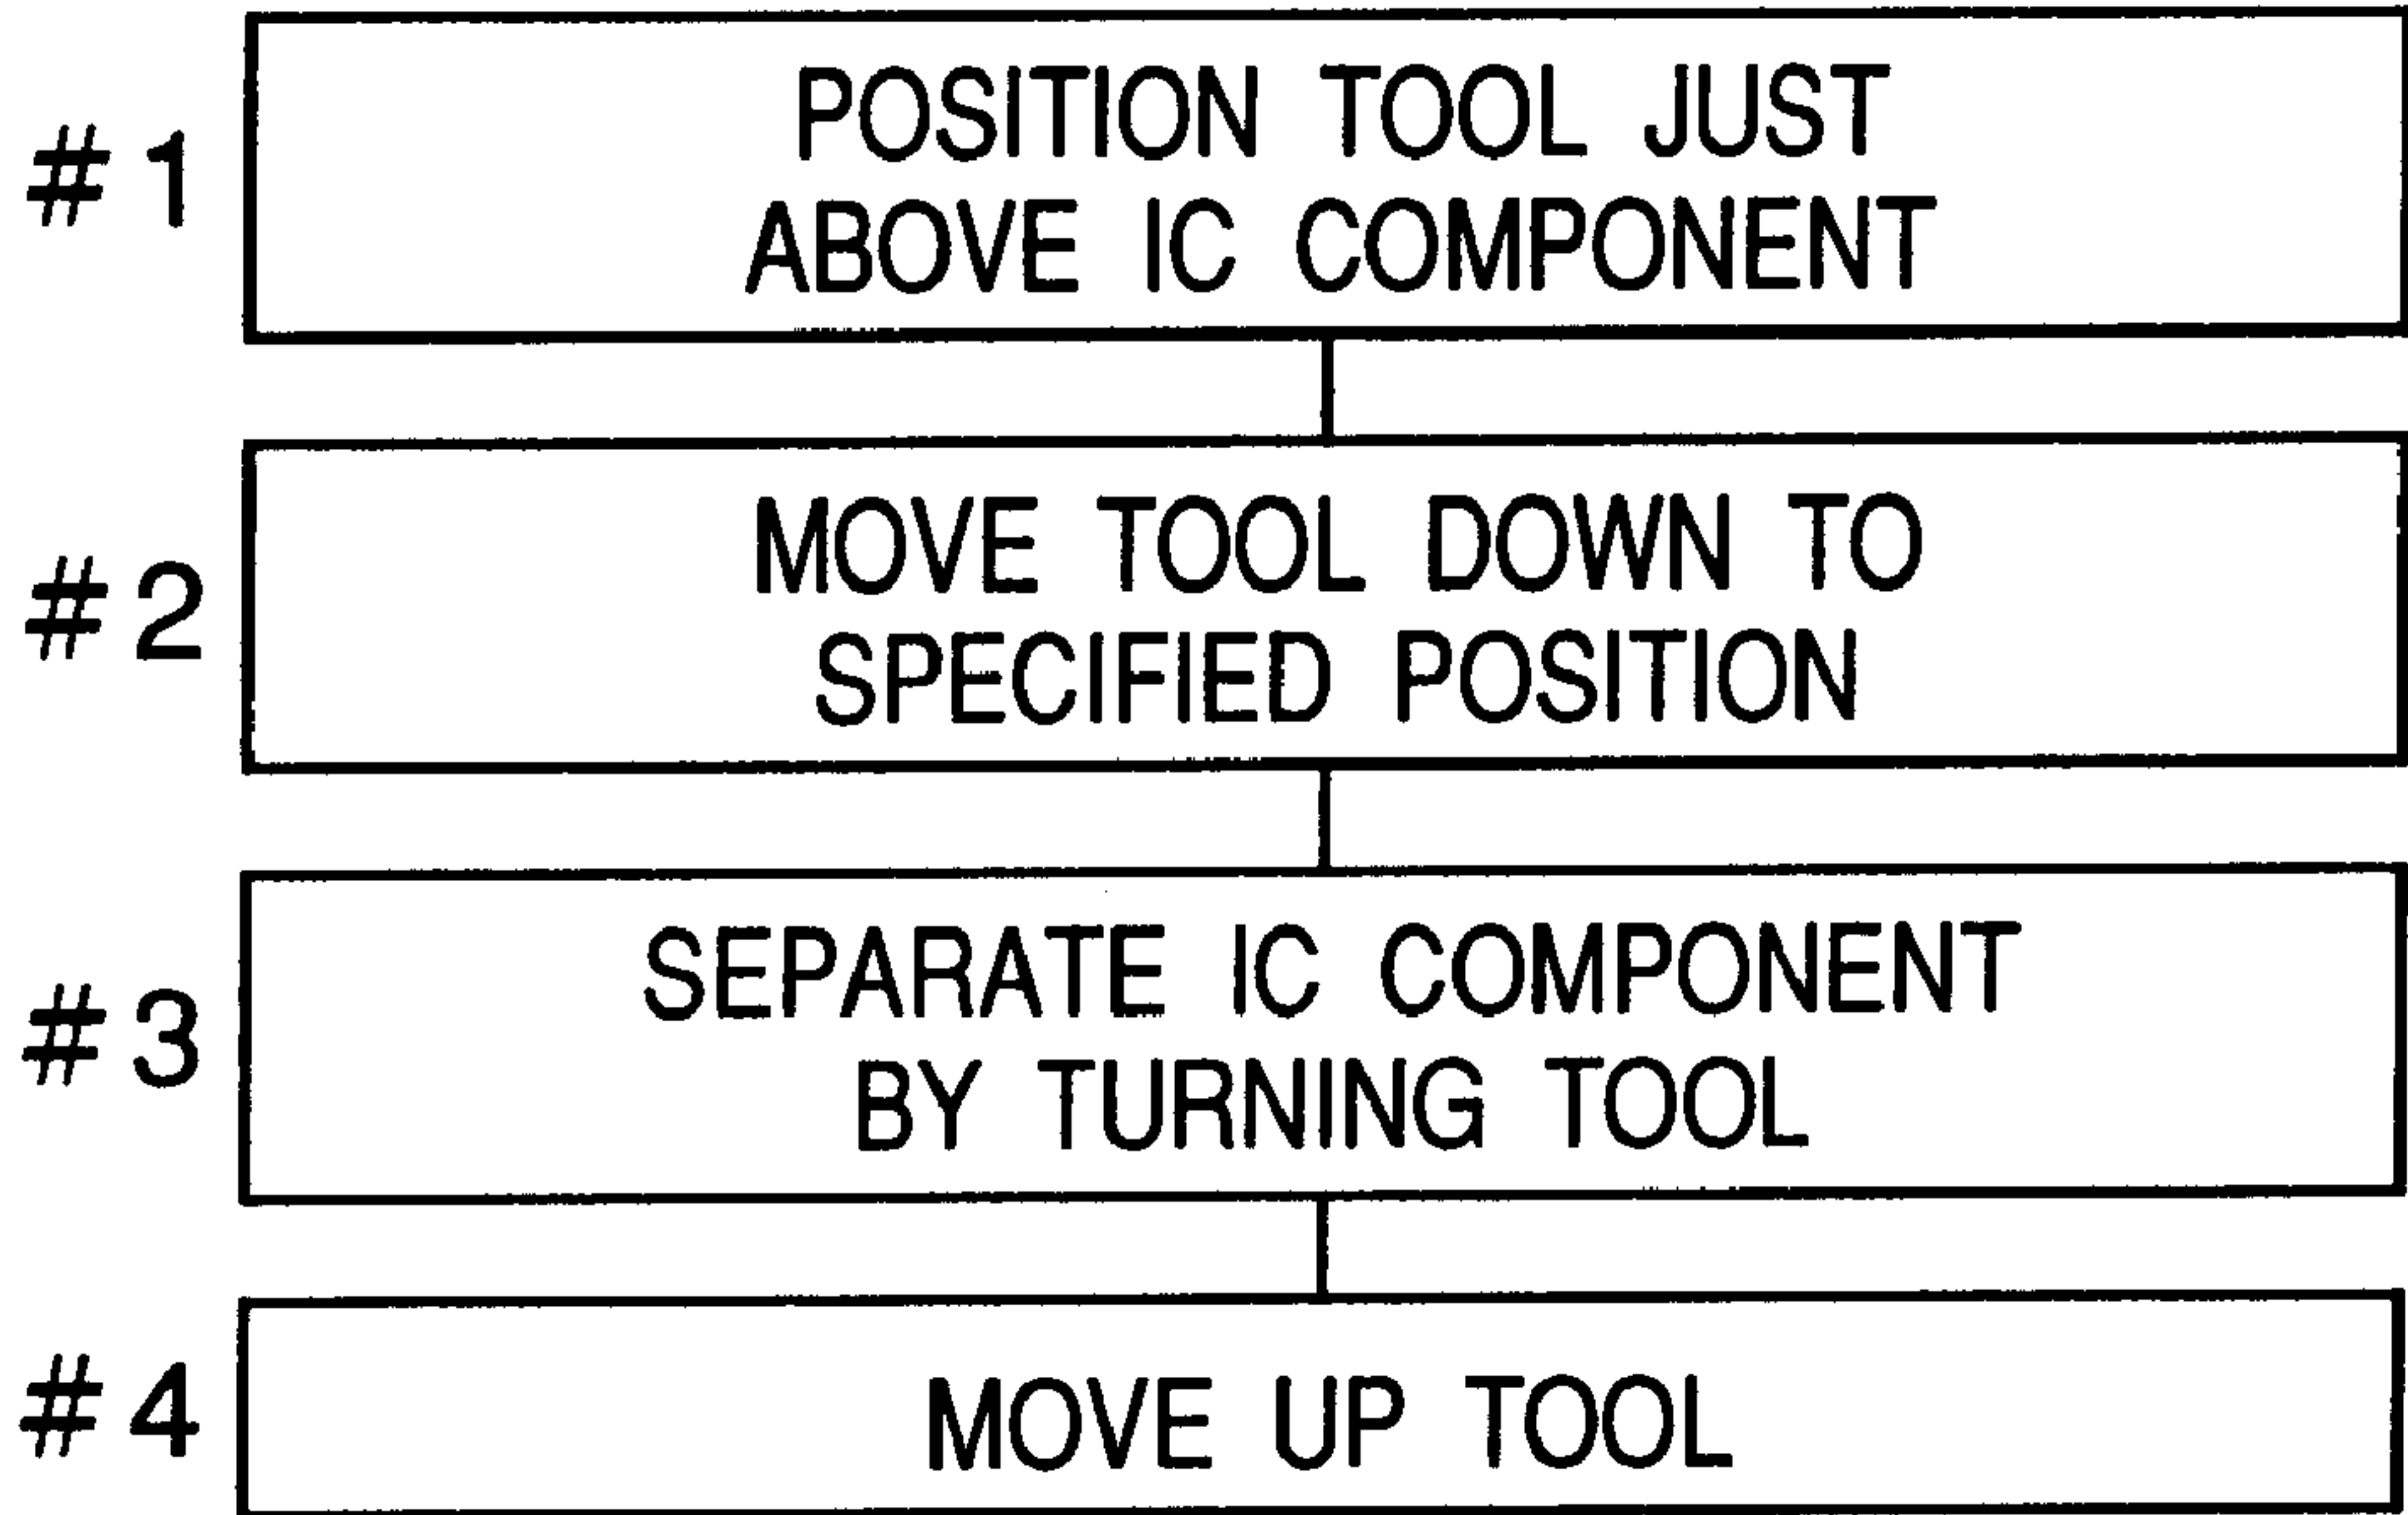 #1
POSITION TOOL JUST
ABOVE IC COMPONENT
#2
MOVE TOOL DOWN TO
SPECIFIED POSITION
#3
SEPARATE IC COMPONENT
BY TURNING TOOL
#4
MOVE UP TOOL